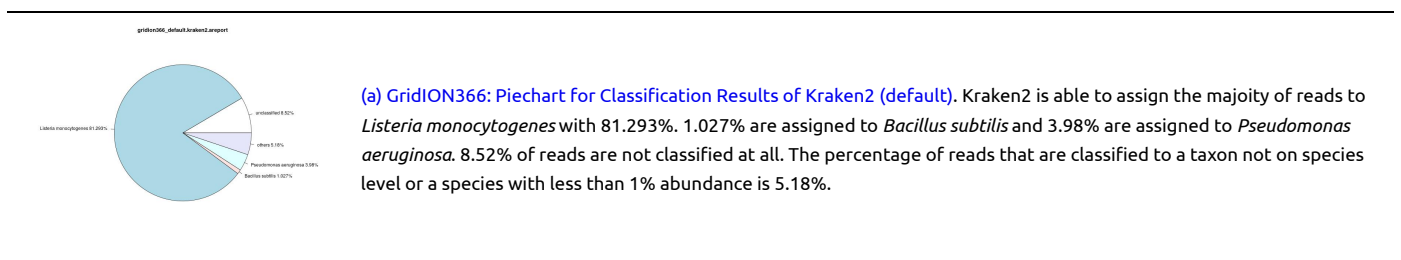 gridion366_default.kraken2.areport
unclassified 8.52%
Listeria monocytogenes 81.293%
others 5.18%
Pseudomonas aeruginosa 3.98%
Bacillus subtilis 1.027%
(a) GridION366: Piechart for Classification Results of Kraken2 (default). Kraken2 is able to assign the majoity of reads to
Listeria monocytogenes with 81.293%. 1.027% are assigned to Bacillus subtilis and 3.98% are assigned to Pseudomonas
aeruginosa. 8.52% of reads are not classified at all. The percentage of reads that are classified to a taxon not on species
level or a species with less than 1% abundance is 5.18%.